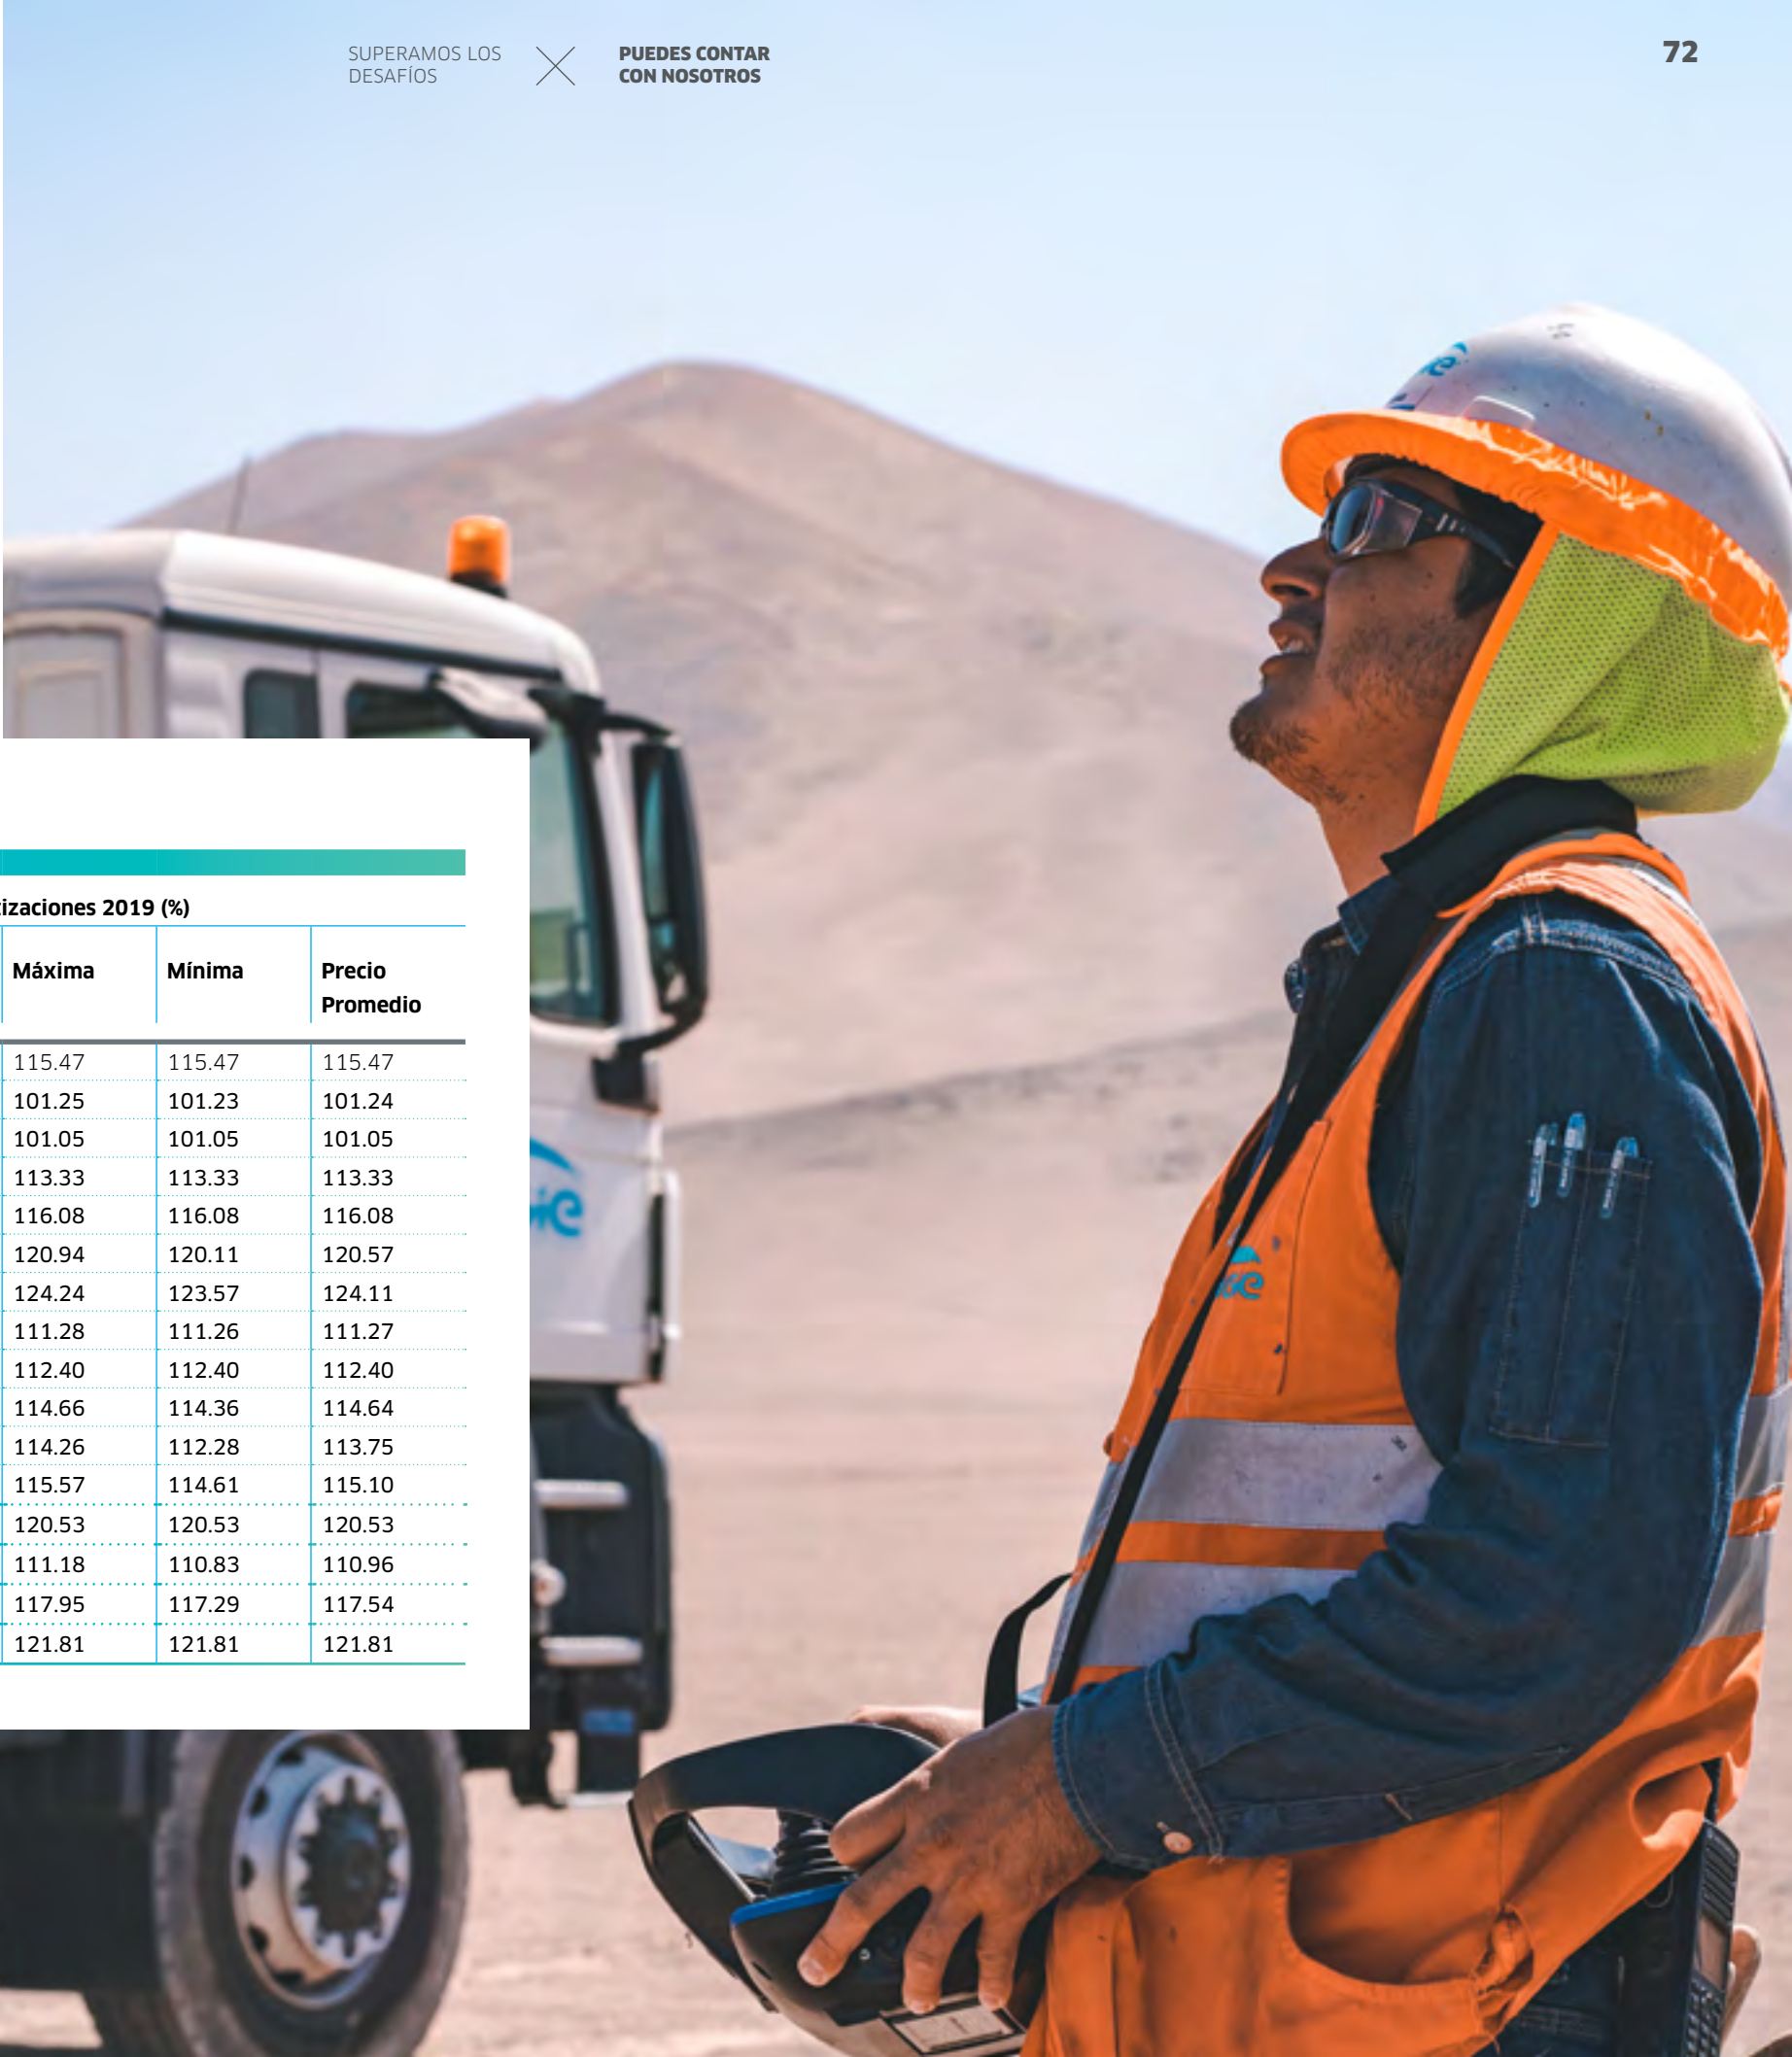 SUPERAMOS LOS
DESAFÍOS
PUEDES CONTAR
CON NOSOTROS
72
izaciones 2019 (%)
Máxima Mínima Precio
Promedio
115.47 115.47 115.47
101.25 101.23 101.24
101.05 101.05 101.05
113.33 113.33 113.33
116.08 116.08 116.08
120.94 120.11 120.57
124.24 123.57 124.11
111.28 111.26 111.27
112.40 112.40 112.40
114.66 114.36 114.64
114.26 112.28 113.75
115.57 114.61 115.10
120.53 120.53 120.53
111.18 110.83 110.96
117.95 117.29 117.54
121.81 121.81 121.81